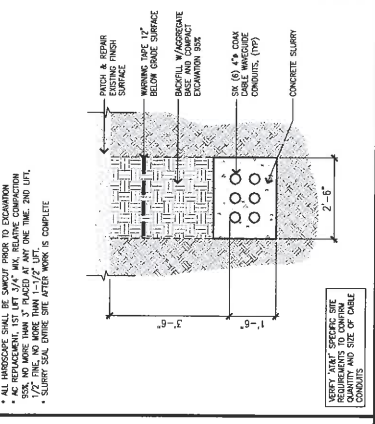 * ALL HARDSCAPE SHALL BE SAWCUT PRIOR TO EXCAVATION
* AC REPLACEMENT, 1ST LIFT 3/4" MIX, RELATIVE COMPACTION
95%, NO MORE THAN 3" PLACED AT ANY ONE TIME. 2ND LIFT,
1/2" FINE, NO MORE THAN 1-1/2" LIFT.
* SLURRY SEAL ENTIRE SITE AFTER WORK IS COMPLETE
PATCH & REPAIR
EXISTING FINISH
SURFACE
WARNING TAPE 12"
BELOW GRADE SURFACE
BACKFILL W/AGGREGATE
BASE AND COMPACT
EXCAVATION 95%
SIX (6) 4"ø COAX
CABLE WAVEGUIDE
CONDUITS, (TYP)
CONCRETE SLURRY
3'-6"
1'-6"
2'-6"
VERIFY 'AT&T' SPECIFIC SITE
REQUIREMENTS TO CONFIRM
QUANTITY AND SIZE OF CABLE
CONDUITS